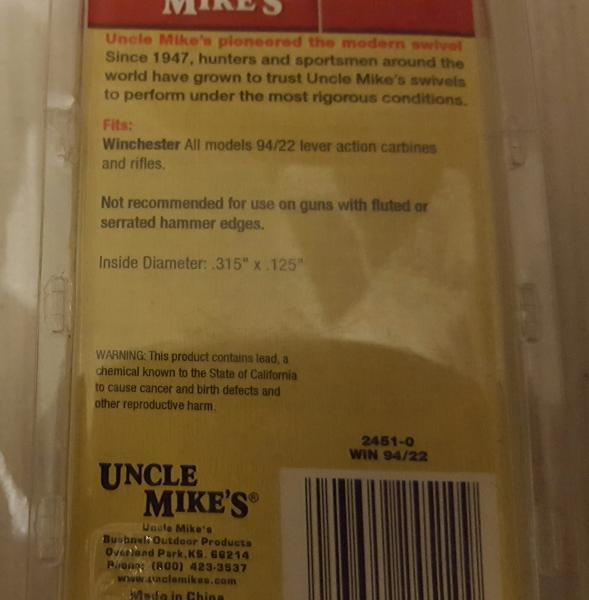 MIKE'S
Uncle Mike's pioneered the modern swivel
Since 1947, hunters and sportsmen around the
world have grown to trust Uncle Mike's swivels
to perform under the most rigorous conditions.
Fits:
Winchester All models 94/22 lever action carbines
and rifles.
Not recommended for use on guns with fluted or
serrated hammer edges.
Inside Diameter: .315" x .125"
WARNING: This product contains lead, a
chemical known to the State of California
to cause cancer and birth defects and
other reproductive harm.
2451-0
WIN 94/22
UNCLE
MIKE'S®
Uncle Mike's
Bushnell Outdoor Products
Overland Park, KS. 66214
Phone: (800) 423-3537
www.unclemikes.com
Made in China